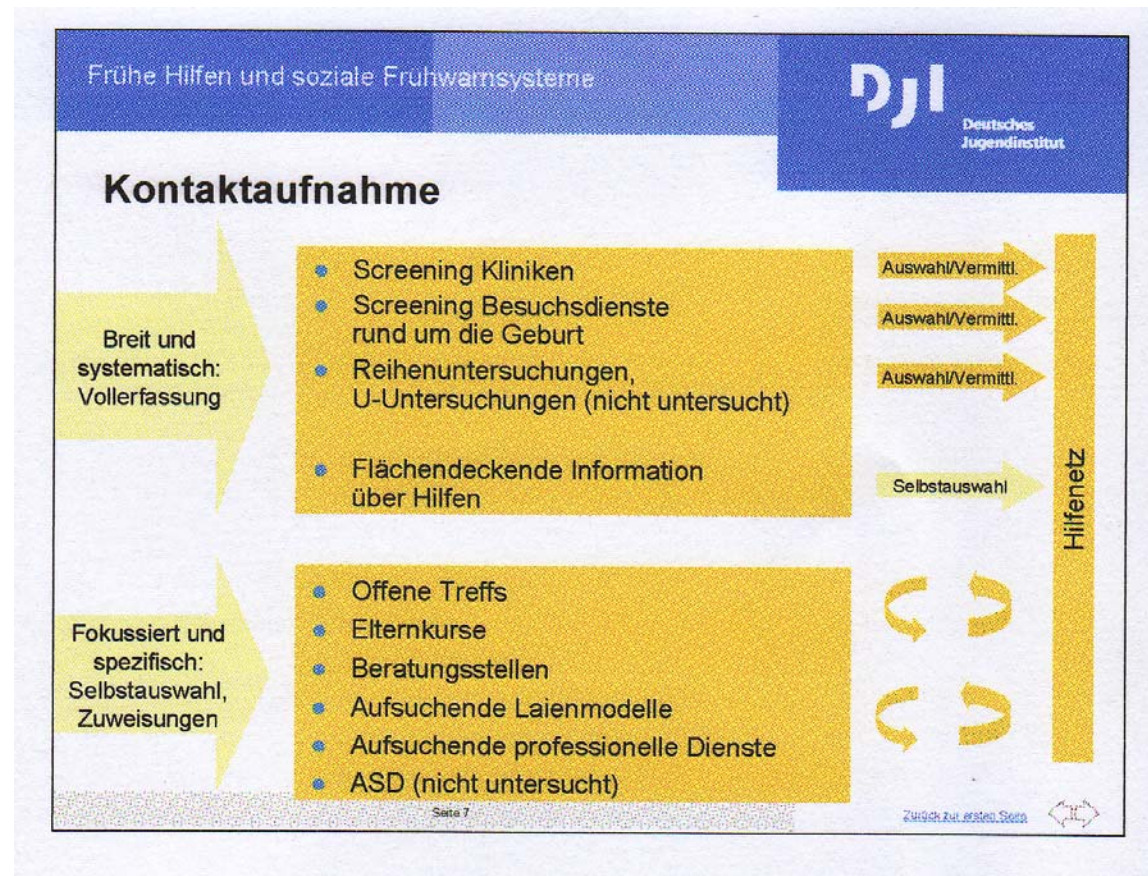 Frühe Hilfen und soziale Fruhwarnsysteme
DJI
Deutsches
Jugendinstitut
Kontaktaufnahme
Breit und
systematisch:
Vollerfassung
Screening Kliniken
Screening Besuchsdienste
rund um die Geburt
Reihenuntersuchungen,
U-Untersuchungen (nicht untersucht)
Flächendeckende Information
über Hilfen
Auswahl/Vermittl.
Auswahl/Vermittl.
Auswahl/Vermittl.
Selbstauswahl
Hilfenetz
Fokussiert und
spezifisch:
Selbstauswahl,
Zuweisungen
Offene Treffs
Elternkurse
Beratungsstellen
Aufsuchende Laienmodelle
Aufsuchende professionelle Dienste
ASD (nicht untersucht)
Seite 7
Zurück zur ersten Seite